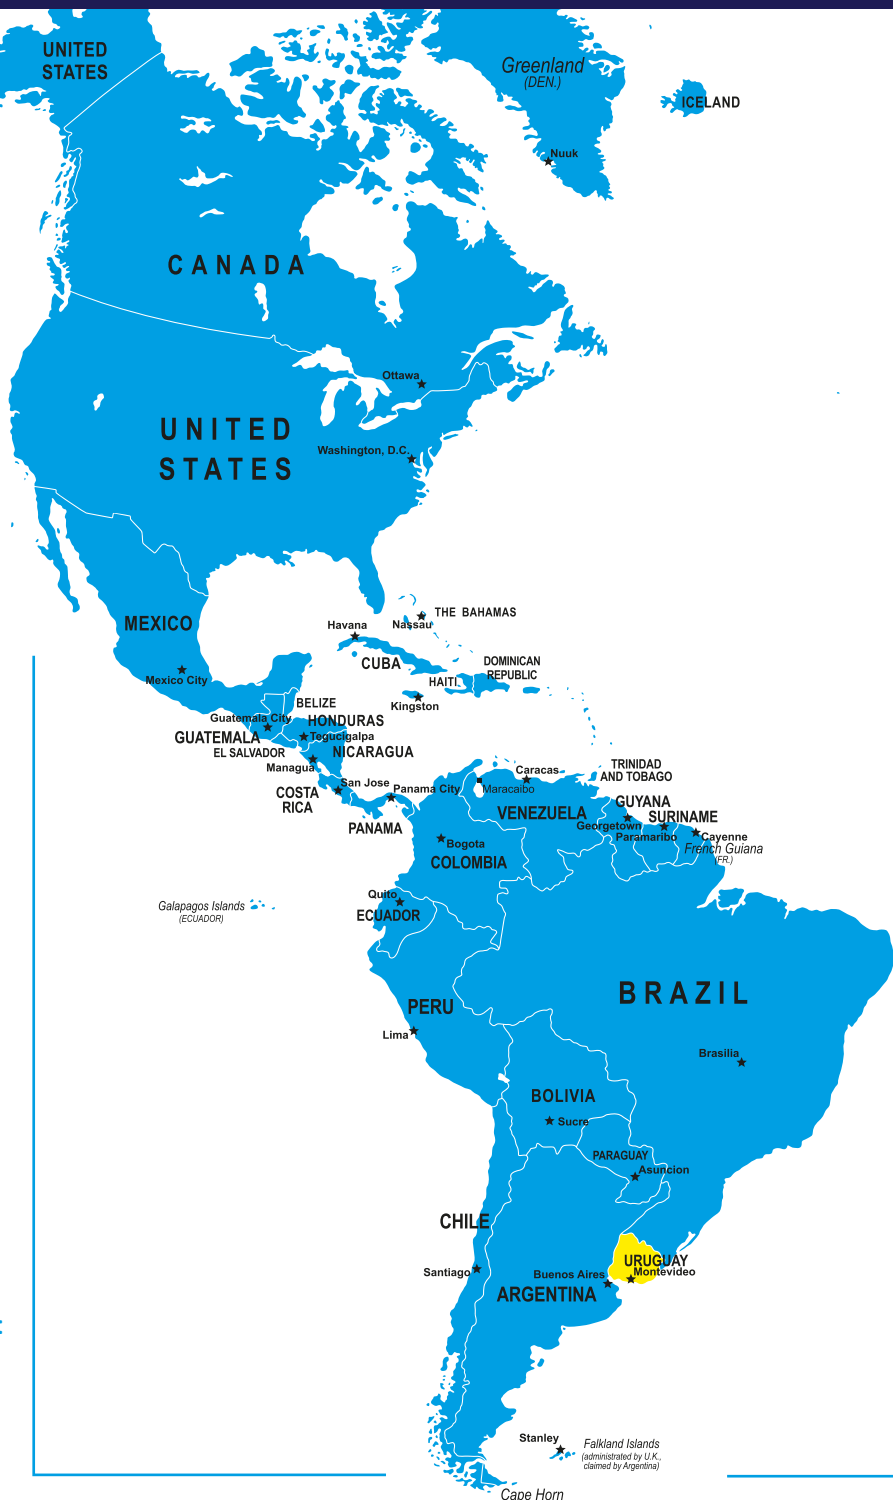 UNITED
STATES
Greenland
(DEN.)
ICELAND
Nuuk
CANADA
Ottawa
UNITED
STATES
Washington, D.C.
MEXICO
Mexico City
Havana
Nassau
THE BAHAMAS
CUBA
HAITI
DOMINICAN
REPUBLIC
Kingston
BELIZE
Guatemala City
HONDURAS
GUATEMALA
Tegucigalpa
EL SALVADOR
NICARAGUA
Managua
San Jose
COSTA
RICA
Panama City
PANAMA
Caracas
Maracaibo
TRINIDAD
AND TOBAGO
VENEZUELA
GUYANA
Georgetown
SURINAME
Paramaribo
Cayenne
French Guiana
(FR.)
Bogota
COLOMBIA
Quito
ECUADOR
Galapagos Islands
(ECUADOR)
PERU
Lima
BRAZIL
Brasilia
BOLIVIA
Sucre
PARAGUAY
Asuncion
CHILE
Santiago
URUGUAY
Montevideo
Buenos Aires
ARGENTINA
Stanley
Falkland Islands
(administrated by U.K.,
claimed by Argentina)
Cape Horn